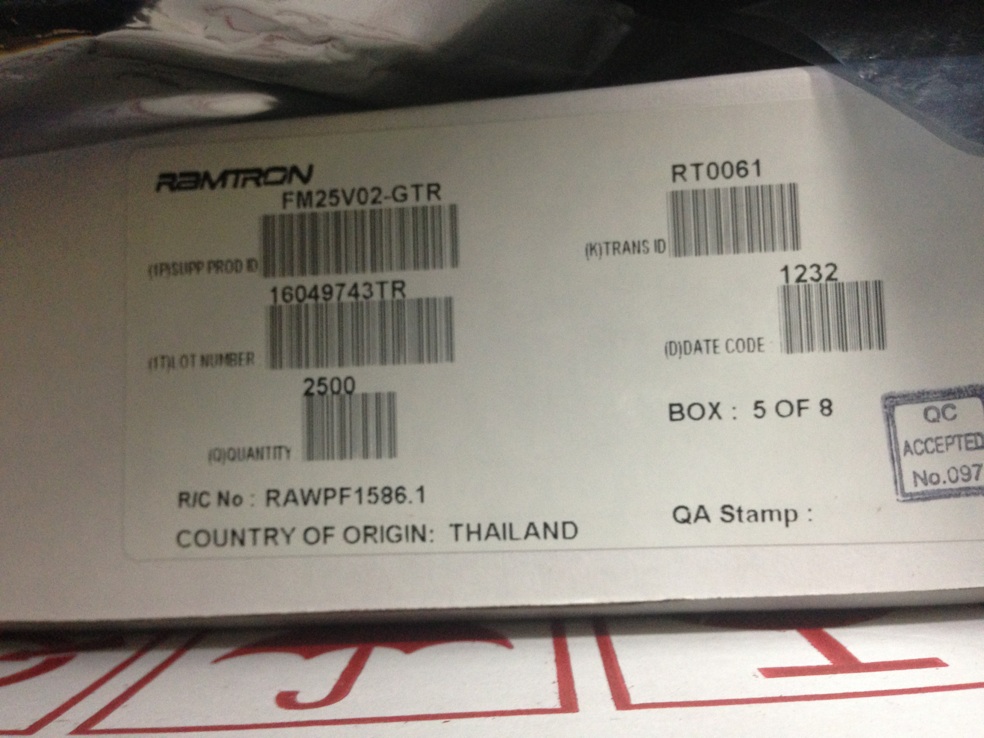 RAMTRON
FM25V02-GTR
(1P)SUPP PROD ID
16049743TR
(1T)LOT NUMBER
2500
(Q)QUANTITY
R/C No : RAWPF1586.1
COUNTRY OF ORIGIN: THAILAND
RT0061
(K)TRANS ID
1232
(D)DATE CODE :
BOX : 5 OF 8
QA Stamp :
QC
ACCEPTED
No.097